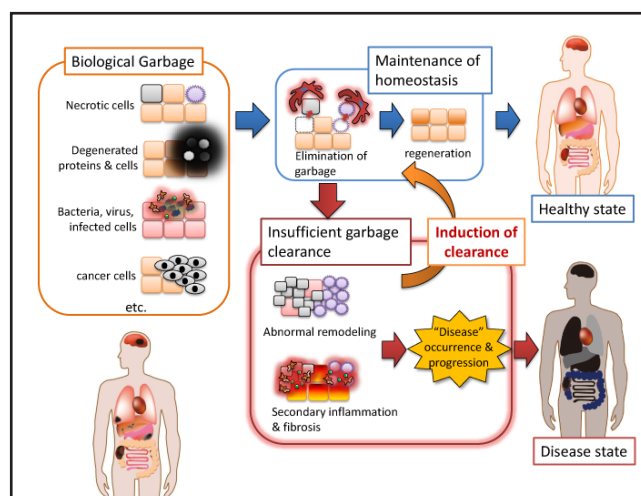 Biological Garbage
Necrotic cells
Degenerated
proteins & cells
Bacteria, virus,
infected cells
cancer cells
etc.
Maintenance of
homeostasis
Elimination of
garbage
regeneration
Healthy state
Insufficient garbage
clearance
Induction of
clearance
Abnormal remodeling
Secondary inflammation
& fibrosis
“Disease”
occurrence &
progression
Disease state